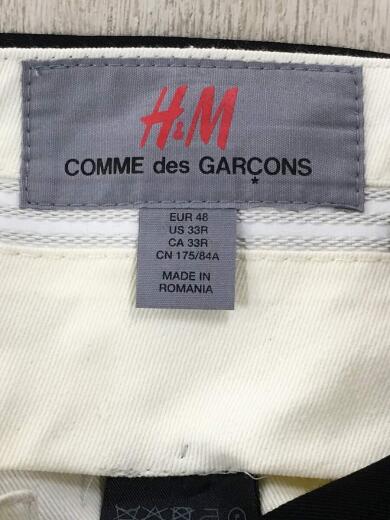 H&M
COMME des GARÇONS
EUR 48
US 33R
CA 33R
CN 175/84A
MADE IN
ROMANIA